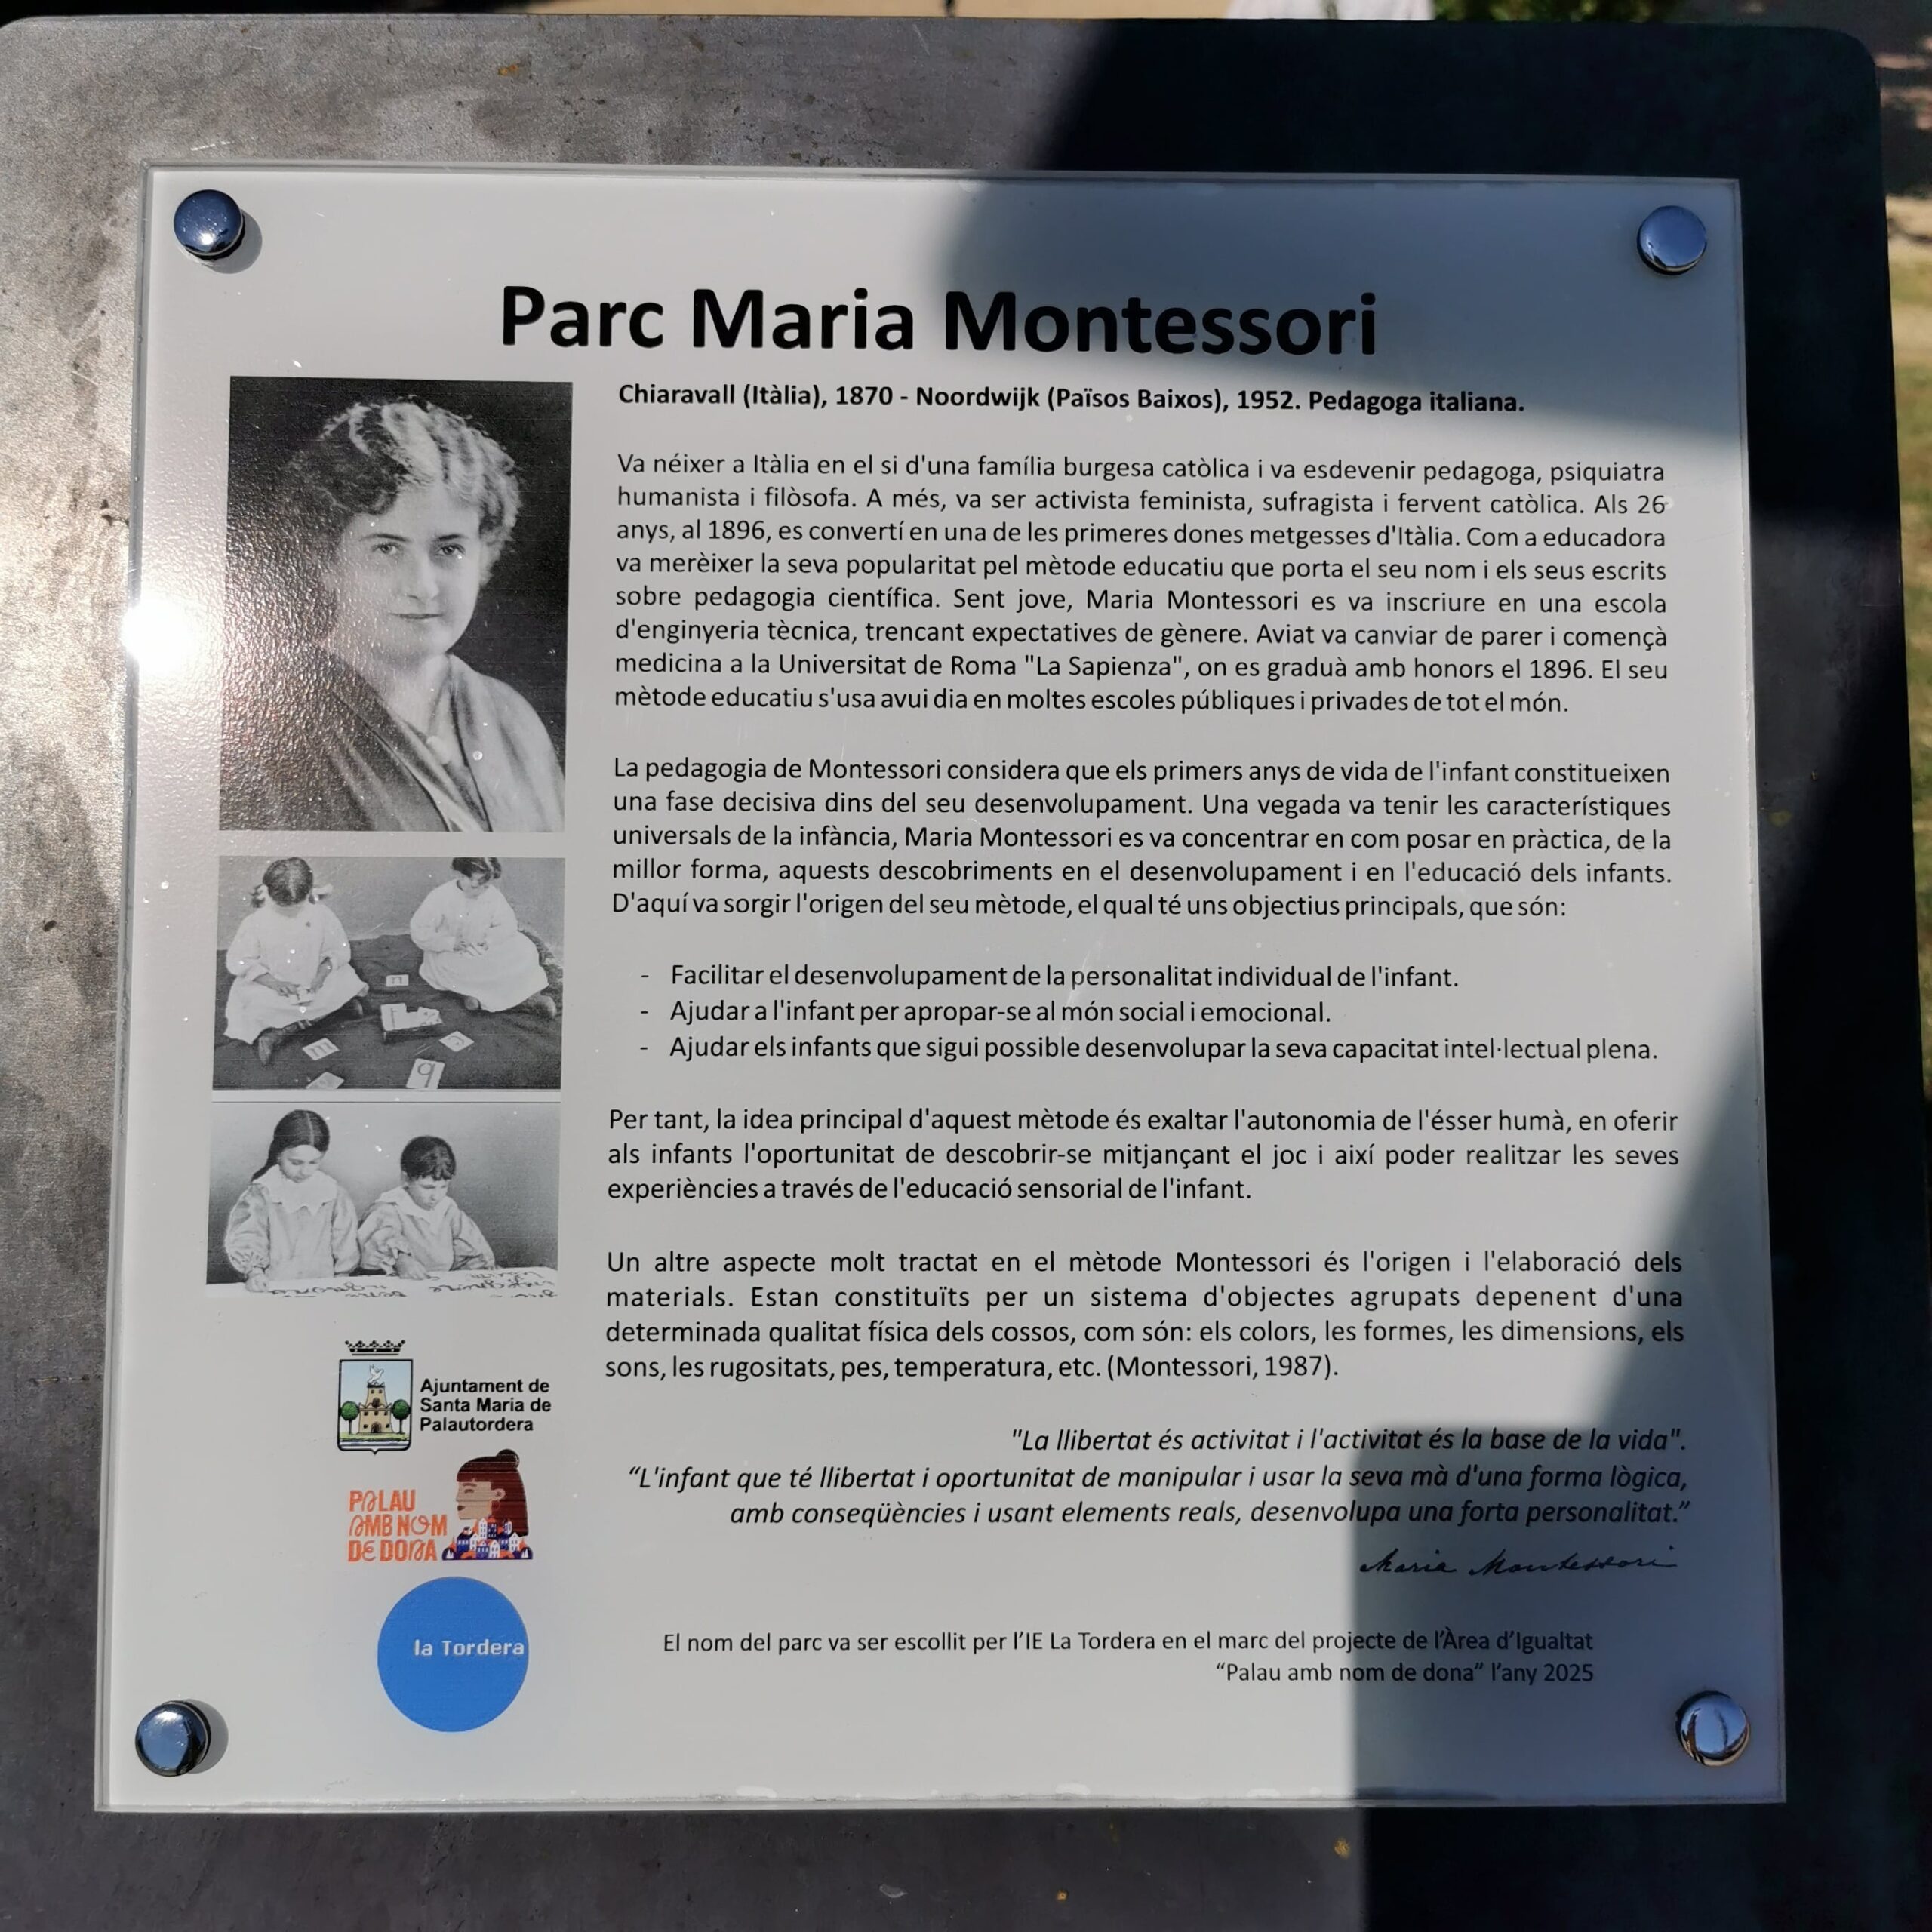 Parc Maria Montessori
Chiaravall (Itàlia), 1870 - Noordwijk (Països Baixos), 1952. Pedagoga italiana.
Va néixer a Itàlia en el si d'una família burgesa catòlica i va esdevenir pedagoga, psiquiatra
humanista i filòsofa. A més, va ser activista feminista, sufragista i fervent catòlica. Als 26
anys, al 1896, es convertí en una de les primeres dones metgesses d'Itàlia. Com a educadora
va merèixer la seva popularitat pel mètode educatiu que porta el seu nom i els seus escrits
sobre pedagogia científica. Sent jove, Maria Montessori es va inscriure en una escola
d'enginyeria tècnica, trencant expectatives de gènere. Aviat va canviar de parer i començà
medicina a la Universitat de Roma "La Sapienza", on es graduà amb honors el 1896. El seu
mètode educatiu s'usa avui dia en moltes escoles públiques i privades de tot el món.
La pedagogia de Montessori considera que els primers anys de vida de l'infant constitueixen
una fase decisiva dins del seu desenvolupament. Una vegada va tenir les característiques
universals de la infància, Maria Montessori es va concentrar en com posar en pràctica, de la
millor forma, aquests descobriments en el desenvolupament i en l'educació dels infants.
D'aquí va sorgir l'origen del seu mètode, el qual té uns objectius principals, que són:
- Facilitar el desenvolupament de la personalitat individual de l'infant.
- Ajudar a l'infant per apropar-se al món social i emocional.
- Ajudar els infants que sigui possible desenvolupar la seva capacitat intel·lectual plena.
Per tant, la idea principal d'aquest mètode és exaltar l'autonomia de l'ésser humà, en oferir
als infants l'oportunitat de descobrir-se mitjançant el joc i així poder realitzar les seves
experiències a través de l'educació sensorial de l'infant.
Un altre aspecte molt tractat en el mètode Montessori és l'origen i l'elaboració dels
materials. Estan constituïts per un sistema d'objectes agrupats depenent d'una
determinada qualitat física dels cossos, com són: els colors, les formes, les dimensions, els
sons, les rugositats, pes, temperatura, etc. (Montessori, 1987).
"La llibertat és activitat i l'activitat és la base de la vida".
“L'infant que té llibertat i oportunitat de manipular i usar la seva mà d'una forma lògica,
amb conseqüències i usant elements reals, desenvolupa una forta personalitat.”
Maria Montessori
El nom del parc va ser escollit per l’IE La Tordera en el marc del projecte de l’Àrea d’Igualtat
“Palau amb nom de dona” l’any 2025
Ajuntament de
Santa Maria de
Palautordera
PALAU
AMB NOM
DE DONA
la Tordera